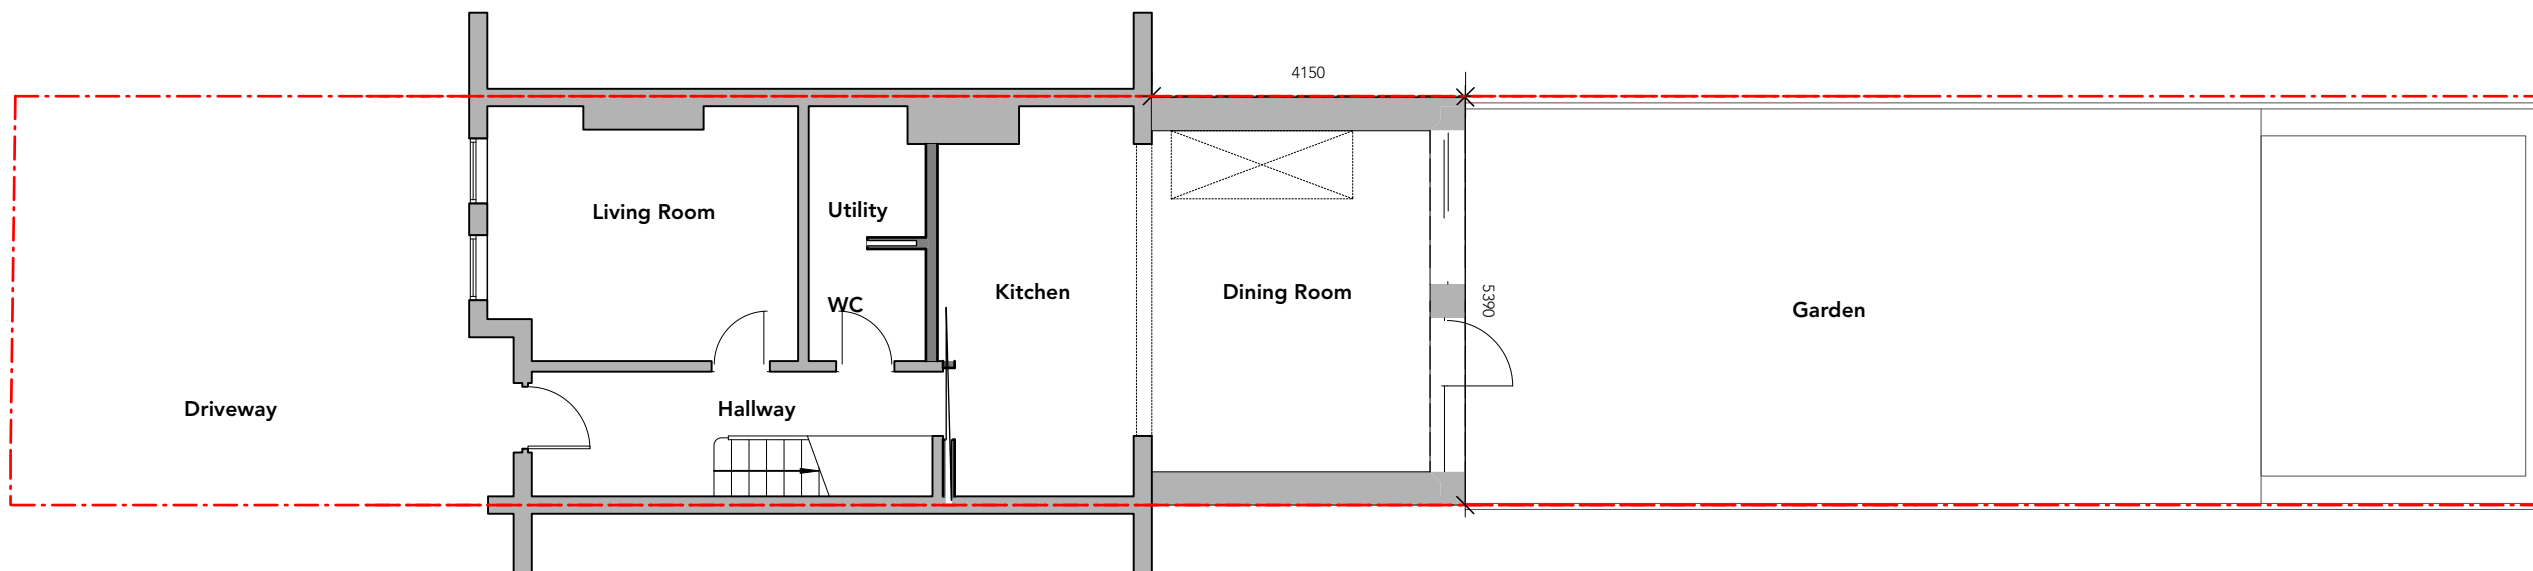 4150
Living Room
Utility
WC
Kitchen
Dining Room
5390
Garden
Driveway
Hallway